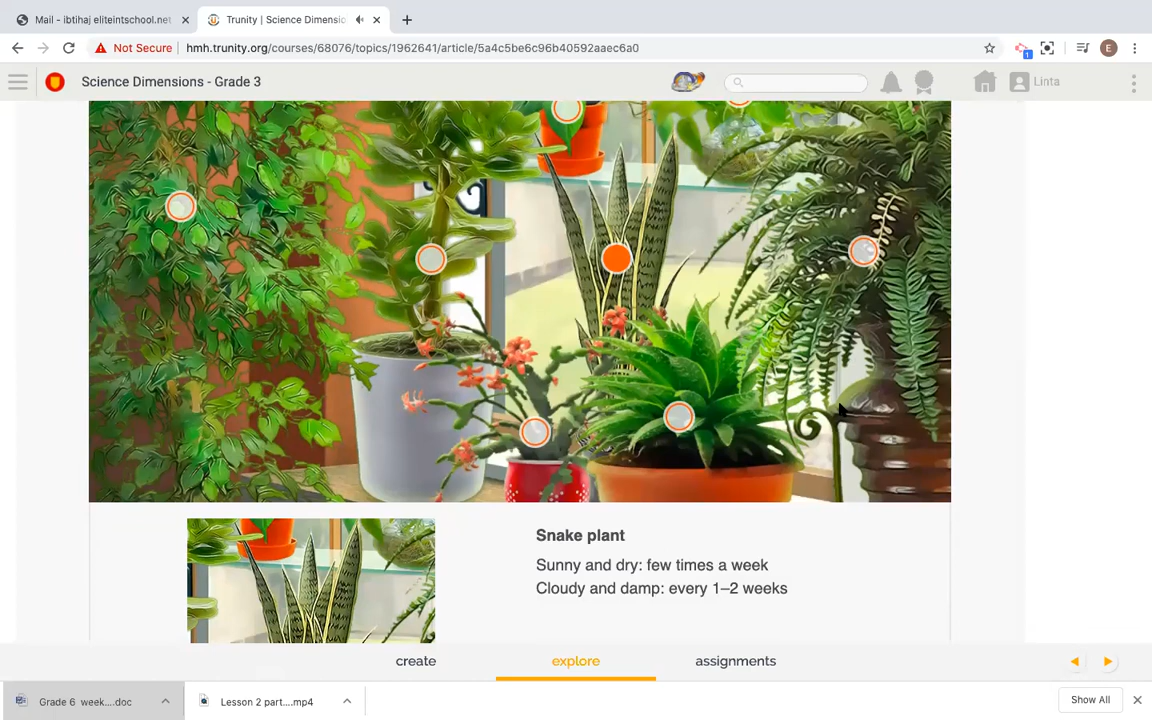 Mail - ibtihaj eliteintschool.net
Trunity | Science Dimensio
Not Secure
hmh.trunity.org/courses/68076/topics/1962641/article/5a4c5be6c96b40592aaec6a0
1
E
Science Dimensions - Grade 3
Linta
Snake plant
Sunny and dry: few times a week
Cloudy and damp: every 1–2 weeks
create
explore
assignments
Grade 6 week....doc
Lesson 2 part....mp4
Show All